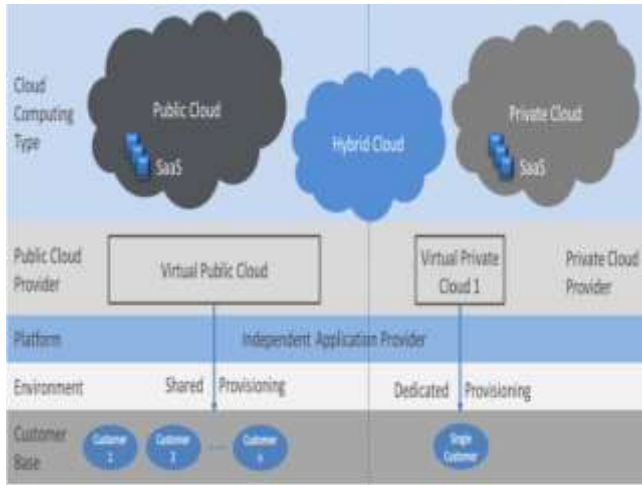 Cloud
Computing
Type
Public Cloud
SaaS
Hybrid Cloud
Private Cloud
SaaS
Public Cloud
Provider
Virtual Public Cloud
Virtual Private
Cloud 1
Private Cloud
Provider
Platform
Independent Application Provider
Environment
Shared Provisioning
Dedicated Provisioning
Customer
Base
Customer
1
Customer
2
....
Customer
n
Single
Customer